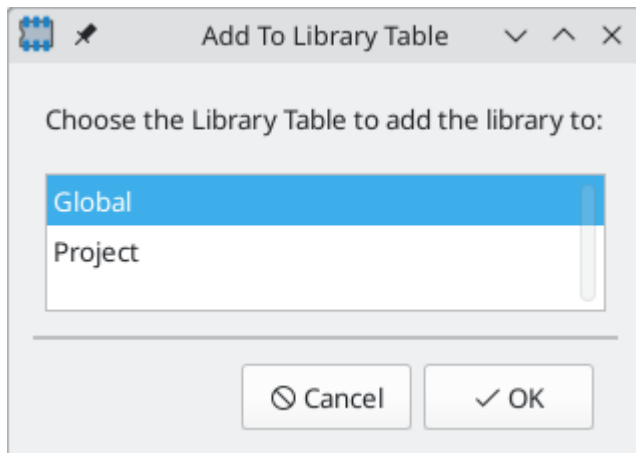 Add To Library Table
Choose the Library Table to add the library to:
Global
Project
Cancel
OK